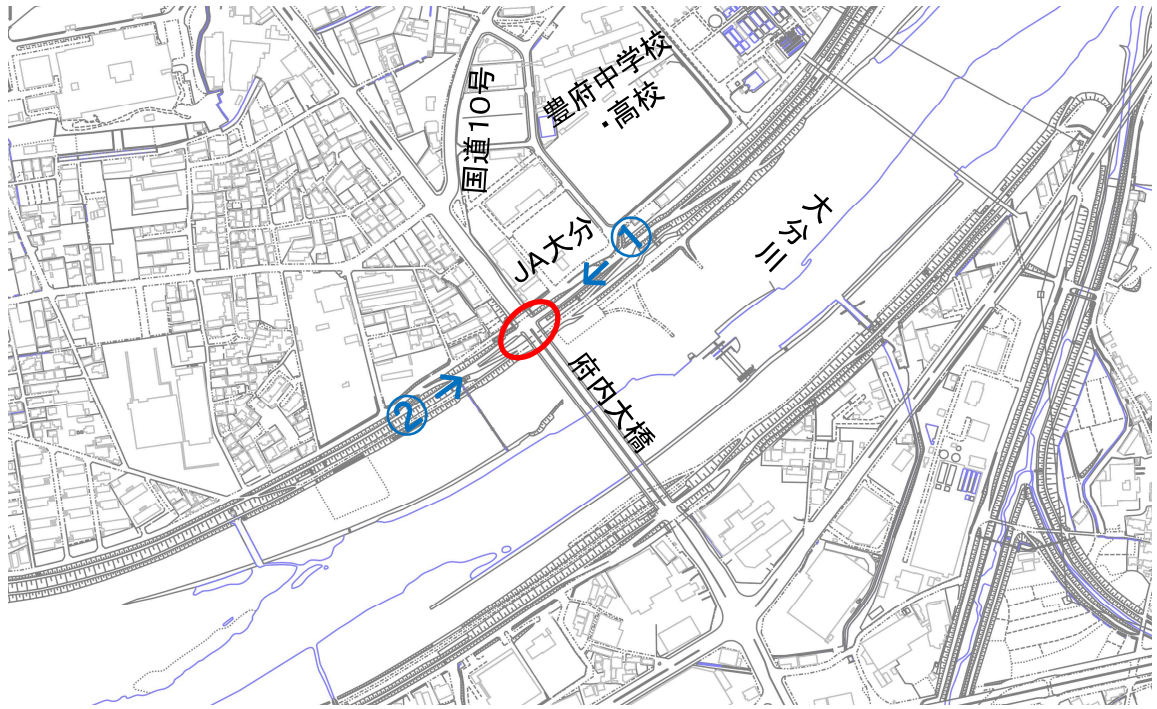 国道10号
豊府中学校
・高校
JA大分
①
大分川
②
府内大橋